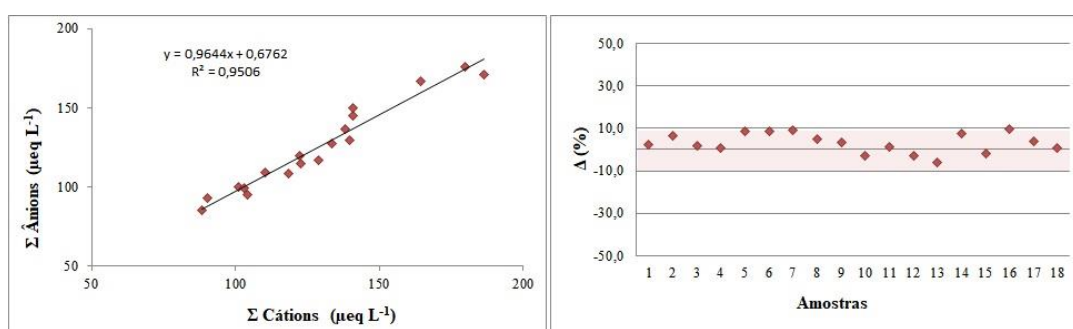 200
y = 0,9644x + 0,6762
R² = 0,9506
150
100
50
50 100 150 200
Σ Ânions (µeq L⁻¹)
Σ Cátions (µeq L⁻¹)
50,0
30,0
10,0
-10,0
-30,0
-50,0
Δ (%)
1 2 3 4 5 6 7 8 9 10 11 12 13 14 15 16 17 18
Amostras